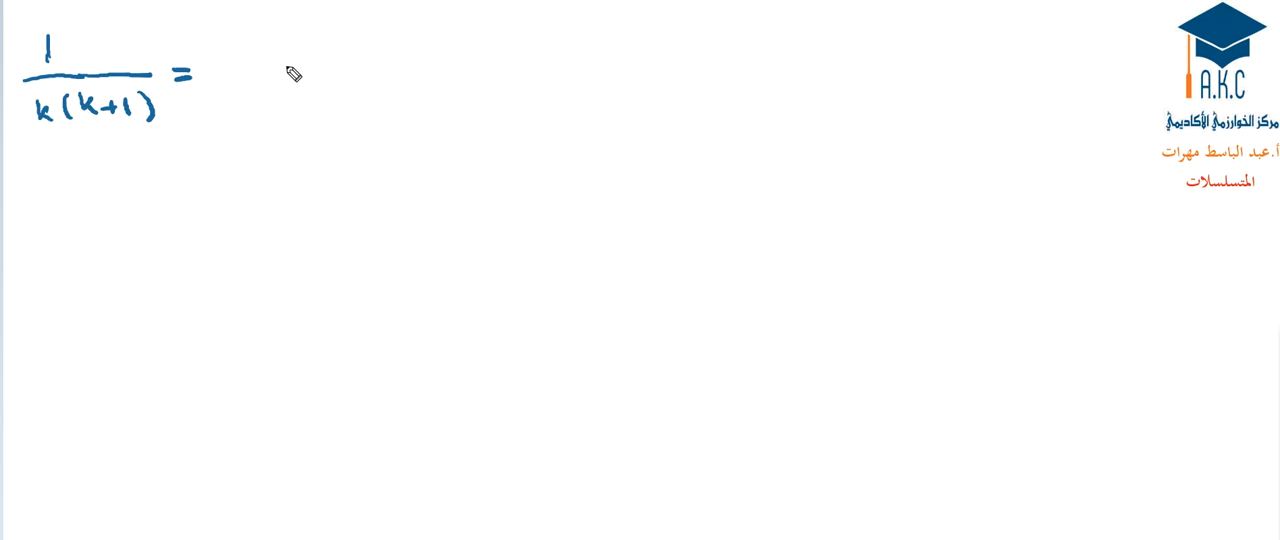 1
k(k+1) =
A.K.C
مركز الخوارزمي الأكاديمي
أ.عبد الباسط مهرات
المتسلسلات